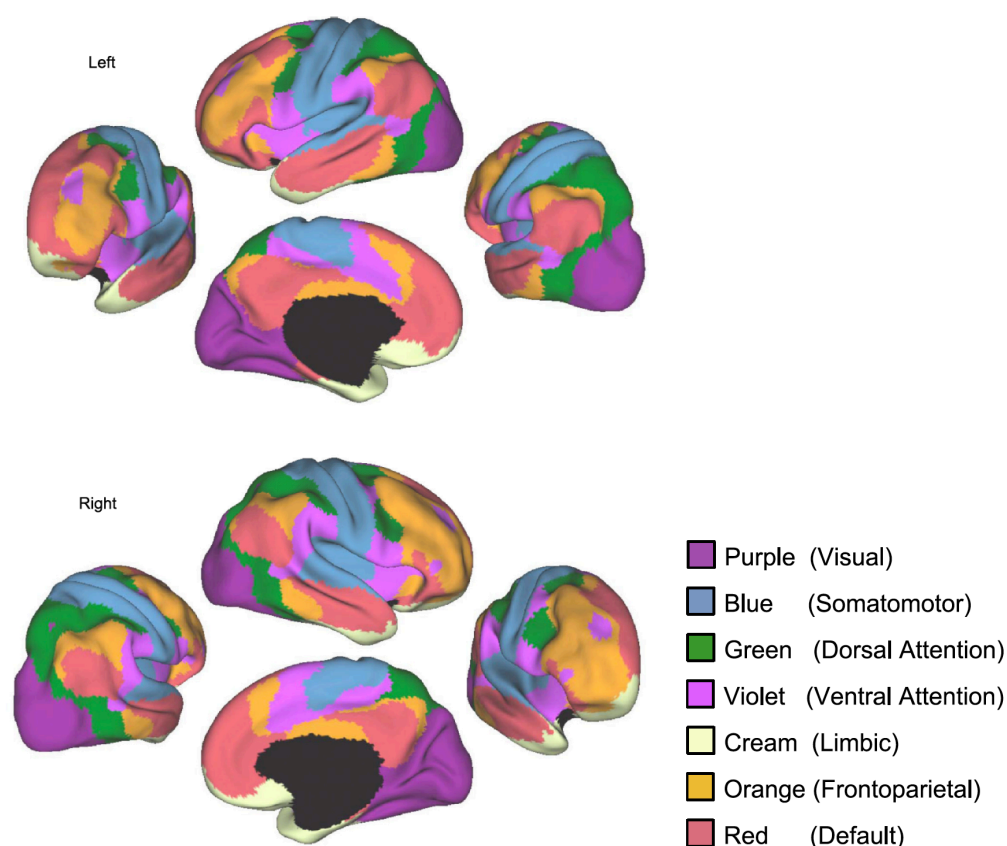 Left
Right
Purple (Visual)
Blue (Somatomotor)
Green (Dorsal Attention)
Violet (Ventral Attention)
Cream (Limbic)
Orange (Frontoparietal)
Red (Default)